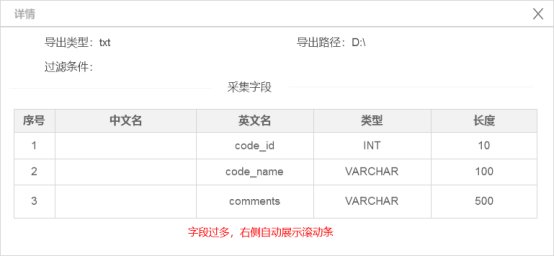 详情
导出类型：txt 导出路径：D:\
过滤条件：
采集字段
序号 中文名 英文名 类型 长度
1 code_id INT 10
2 code_name VARCHAR 100
3 comments VARCHAR 500
字段过多，右侧自动展示滚动条